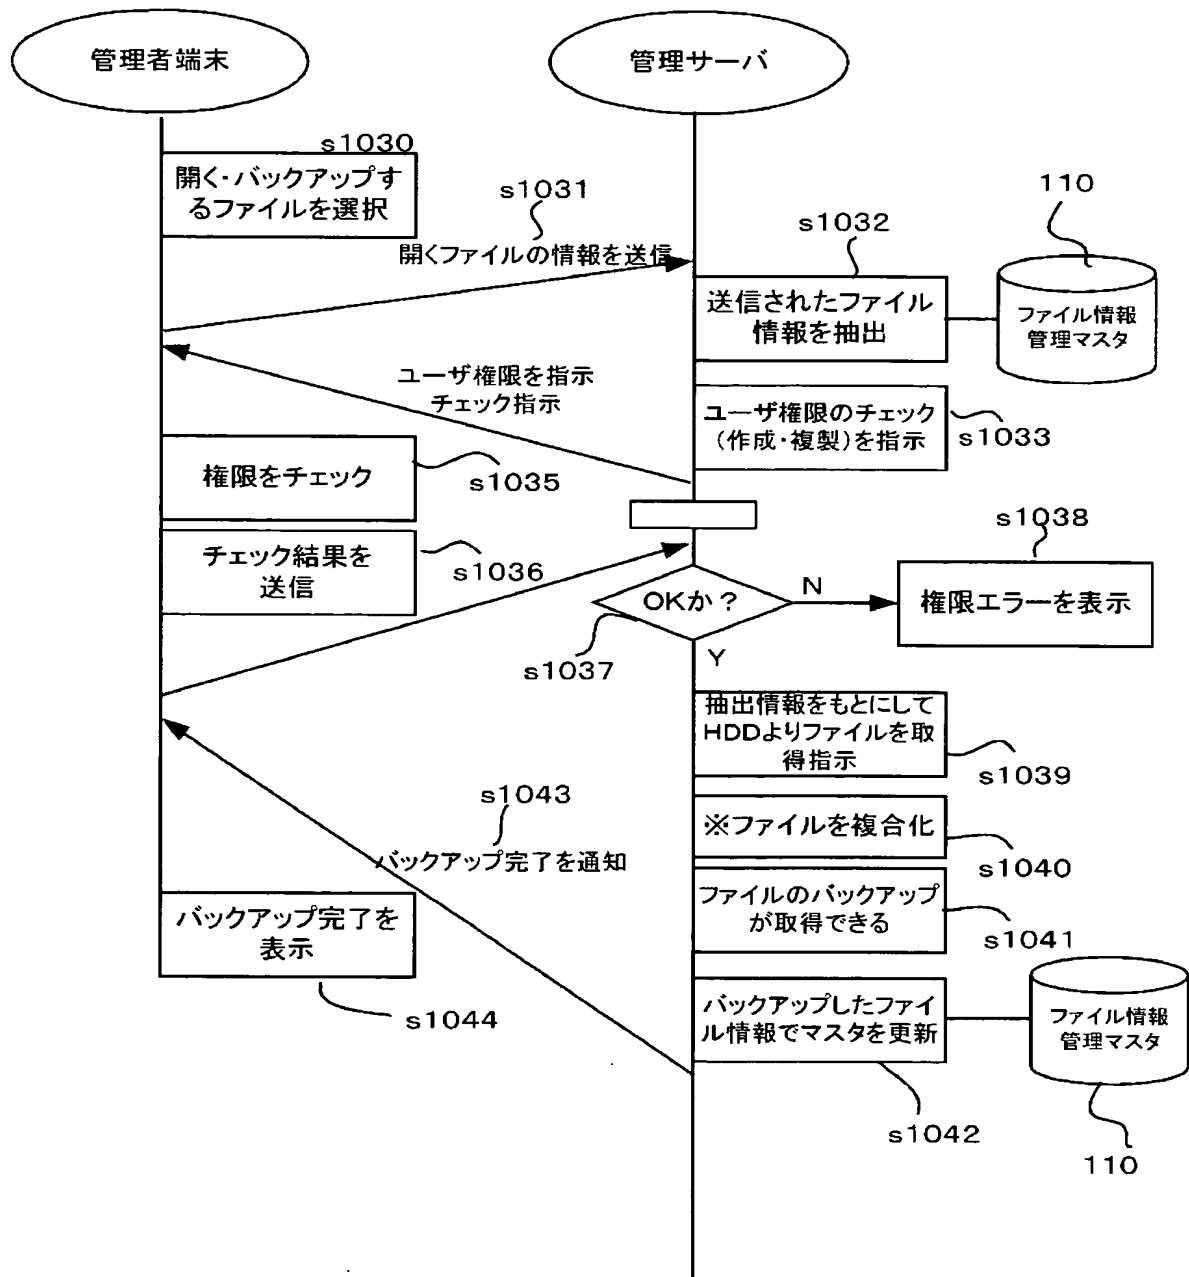 管理者端末
管理サーバ
s1030
開く・バックアップす
るファイルを選択
s1031
開くファイルの情報を送信
s1032
110
送信されたファイル
情報を抽出
ファイル情報
管理マスタ
ユーザ権限を指示
チェック指示
ユーザ権限のチェック
(作成・複製)を指示
s1033
権限をチェック
s1035
チェック結果を
送信
s1036
s1038
OKか?
N
権限エラーを表示
s1037
Y
抽出情報をもとにして
HDDよりファイルを取
得指示
s1039
s1043
バックアップ完了を通知
※ファイルを複合化
s1040
ファイルのバックアップ
が取得できる
s1041
バックアップ完了を
表示
s1044
バックアップしたファイ
ル情報でマスタを更新
ファイル情報
管理マスタ
s1042
110